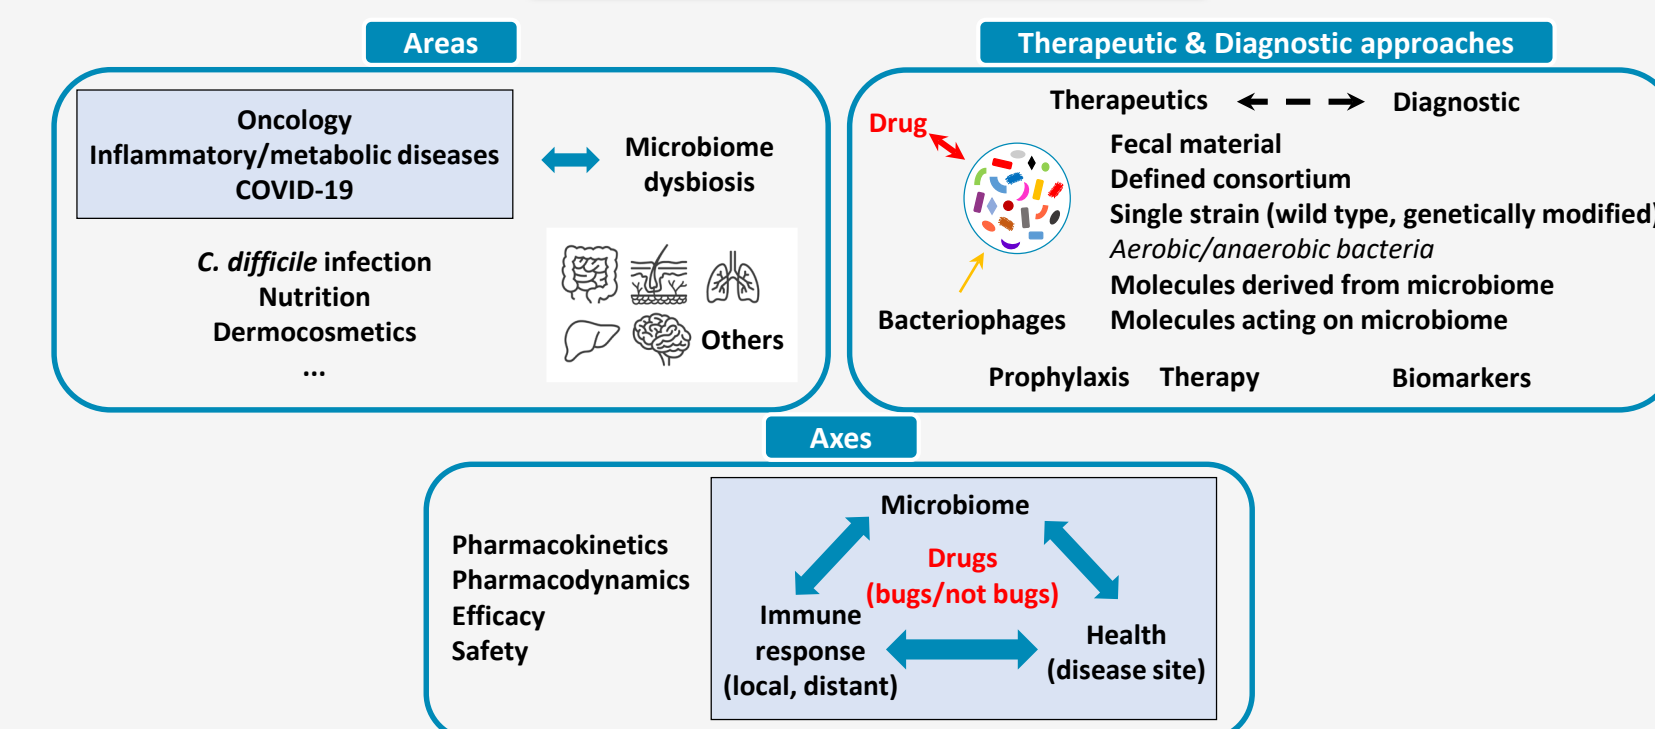 Areas
Oncology
Inflammatory/metabolic diseases
COVID-19
Microbiome
dysbiosis
C. difficile infection
Nutrition
Dermocosmetics
...
Others
Therapeutic & Diagnostic approaches
Therapeutics
Diagnostic
Drug
Fecal material
Defined consortium
Single strain (wild type, genetically modified)
Aerobic/anaerobic bacteria
Molecules derived from microbiome
Molecules acting on microbiome
Bacteriophages
Prophylaxis Therapy
Biomarkers
Axes
Pharmacokinetics
Pharmacodynamics
Efficacy
Safety
Microbiome
Drugs
(bugs/not bugs)
Immune
response
(local, distant)
Health
(disease site)